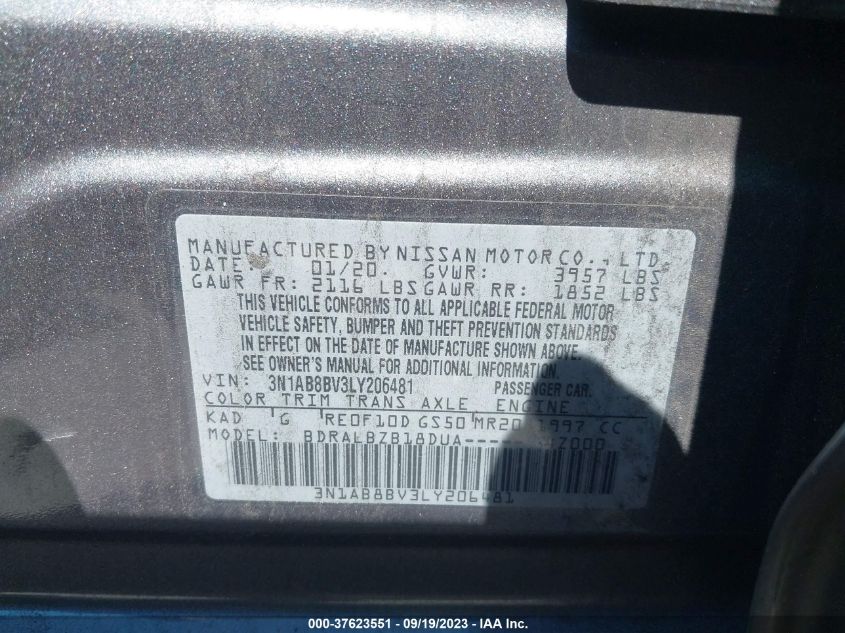 MANUFACTURED BY NISSAN MOTOR CO., LTD.
DATE: 01/20. GVWR: 3957 LBS
GAWR FR: 2116 LBS GAWR RR: 1852 LBS
THIS VEHICLE CONFORMS TO ALL APPLICABLE FEDERAL MOTOR
VEHICLE SAFETY, BUMPER AND THEFT PREVENTION STANDARDS
IN EFFECT ON THE DATE OF MANUFACTURE SHOWN ABOVE.
SEE OWNER'S MANUAL FOR ADDITIONAL INFORMATION.
VIN: 3N1AB8BV3LY206481 PASSENGER CAR.
COLOR TRIM TRANS AXLE ENGINE
KAD G RE0F10D GS50 MR20 1997 CC
MODEL: BDRALBZB18DUA-----
3N1AB8BV3LY206481
000-37623551 - 09/19/2023 - IAA Inc.